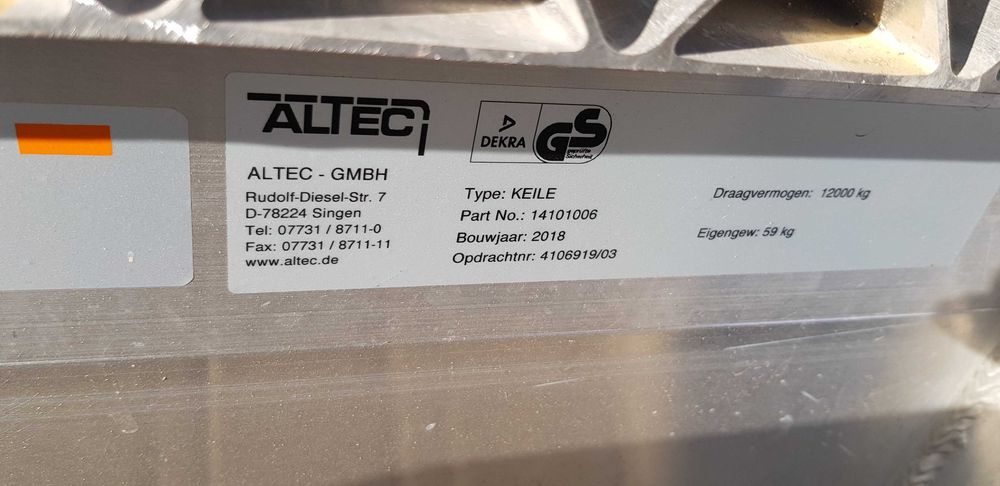 ALTEC
DEKRA
GS
geprüfte
Sicherheit
ALTEC - GMBH
Rudolf-Diesel-Str. 7
D-78224 Singen
Tel: 07731 / 8711-0
Fax: 07731 / 8711-11
www.altec.de
Type: KEILE
Part No.: 14101006
Bouwjaar: 2018
Opdrachtnr: 4106919/03
Draagvermogen: 12000 kg
Eigengew: 59 kg